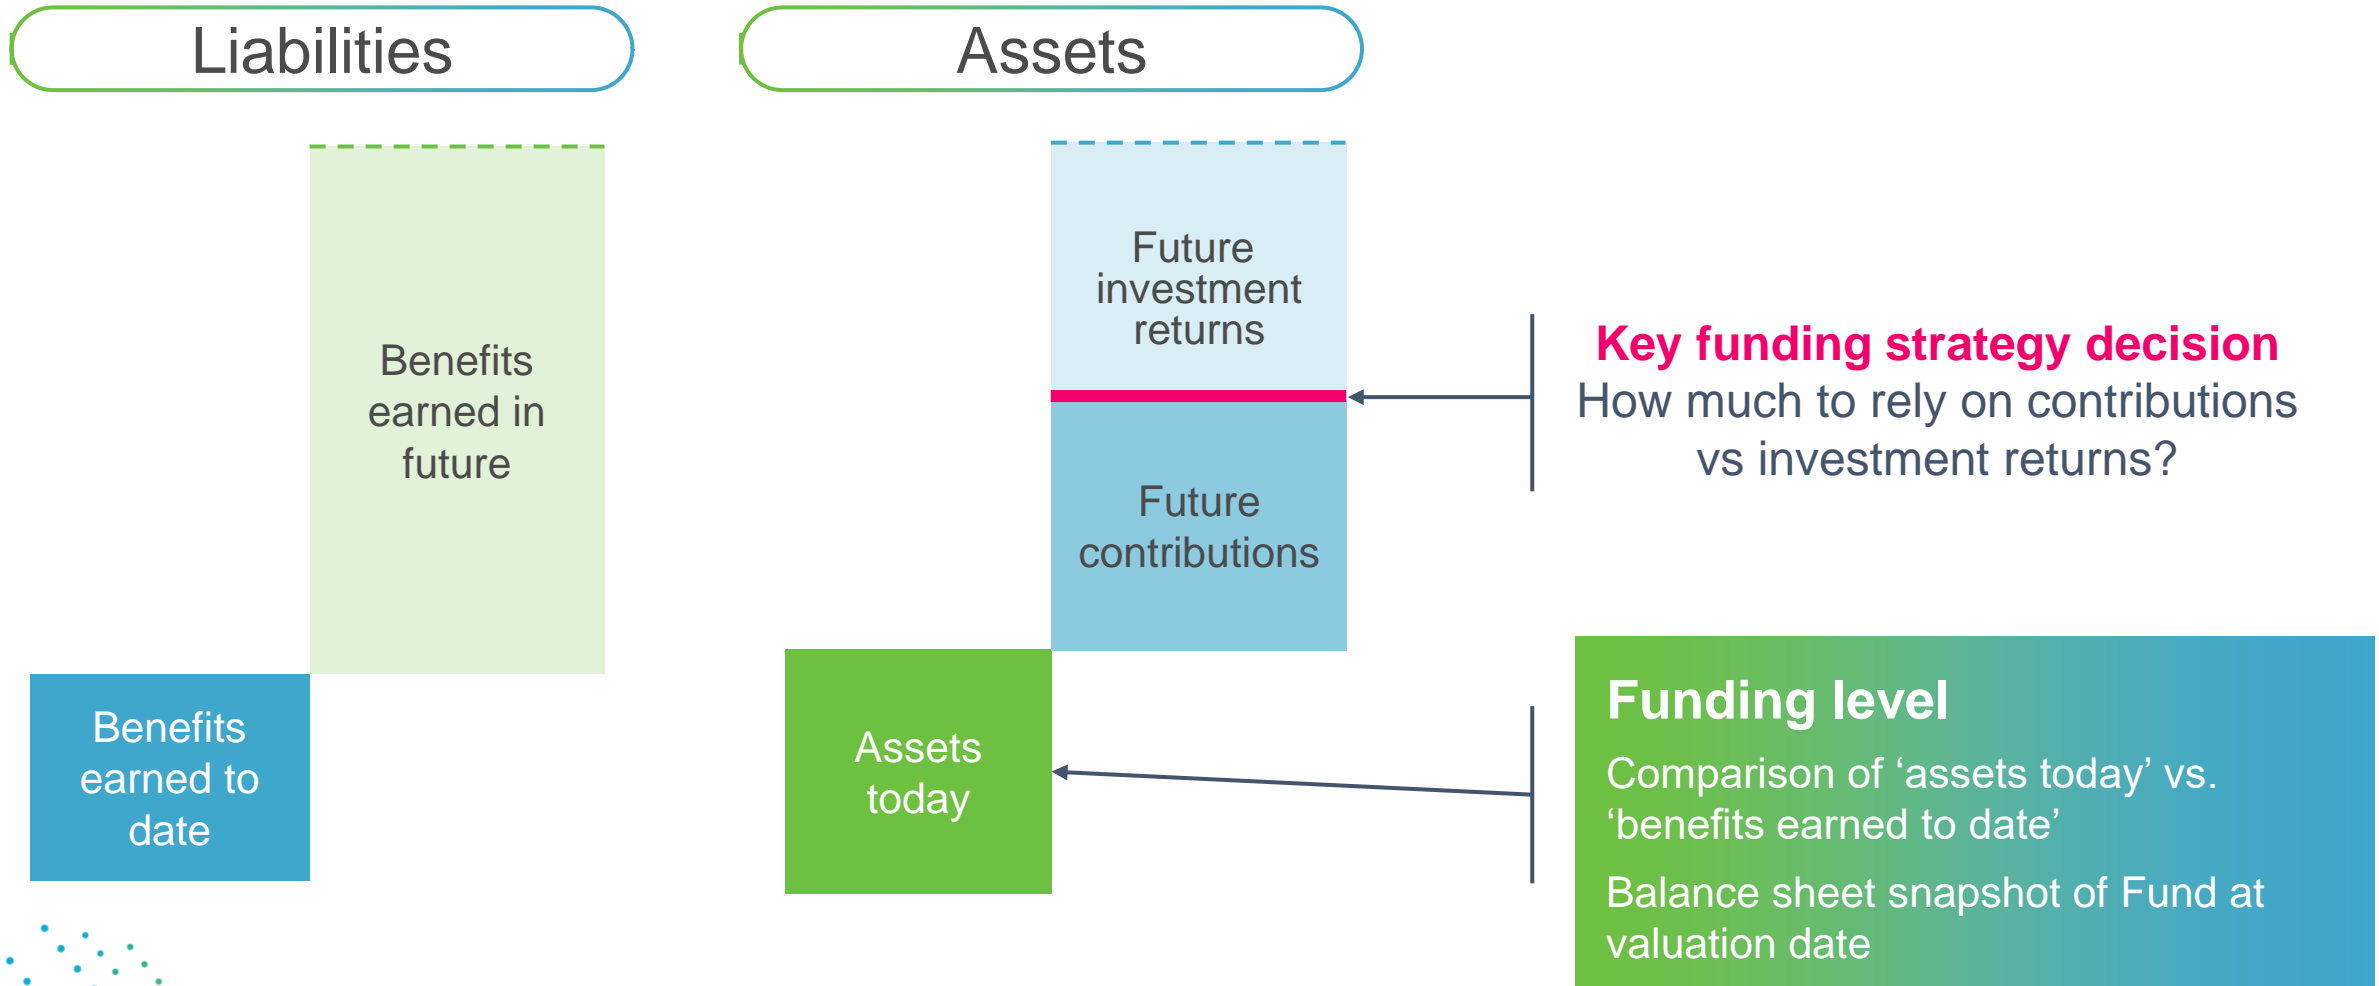 Liabilities
Assets
Benefits
earned in
future
Benefits
earned to
date
Future
investment
returns
Future
contributions
Assets
today
Key funding strategy decision
How much to rely on contributions
vs investment returns?
Funding level
Comparison of ‘assets today’ vs.
‘benefits earned to date’
Balance sheet snapshot of Fund at
valuation date